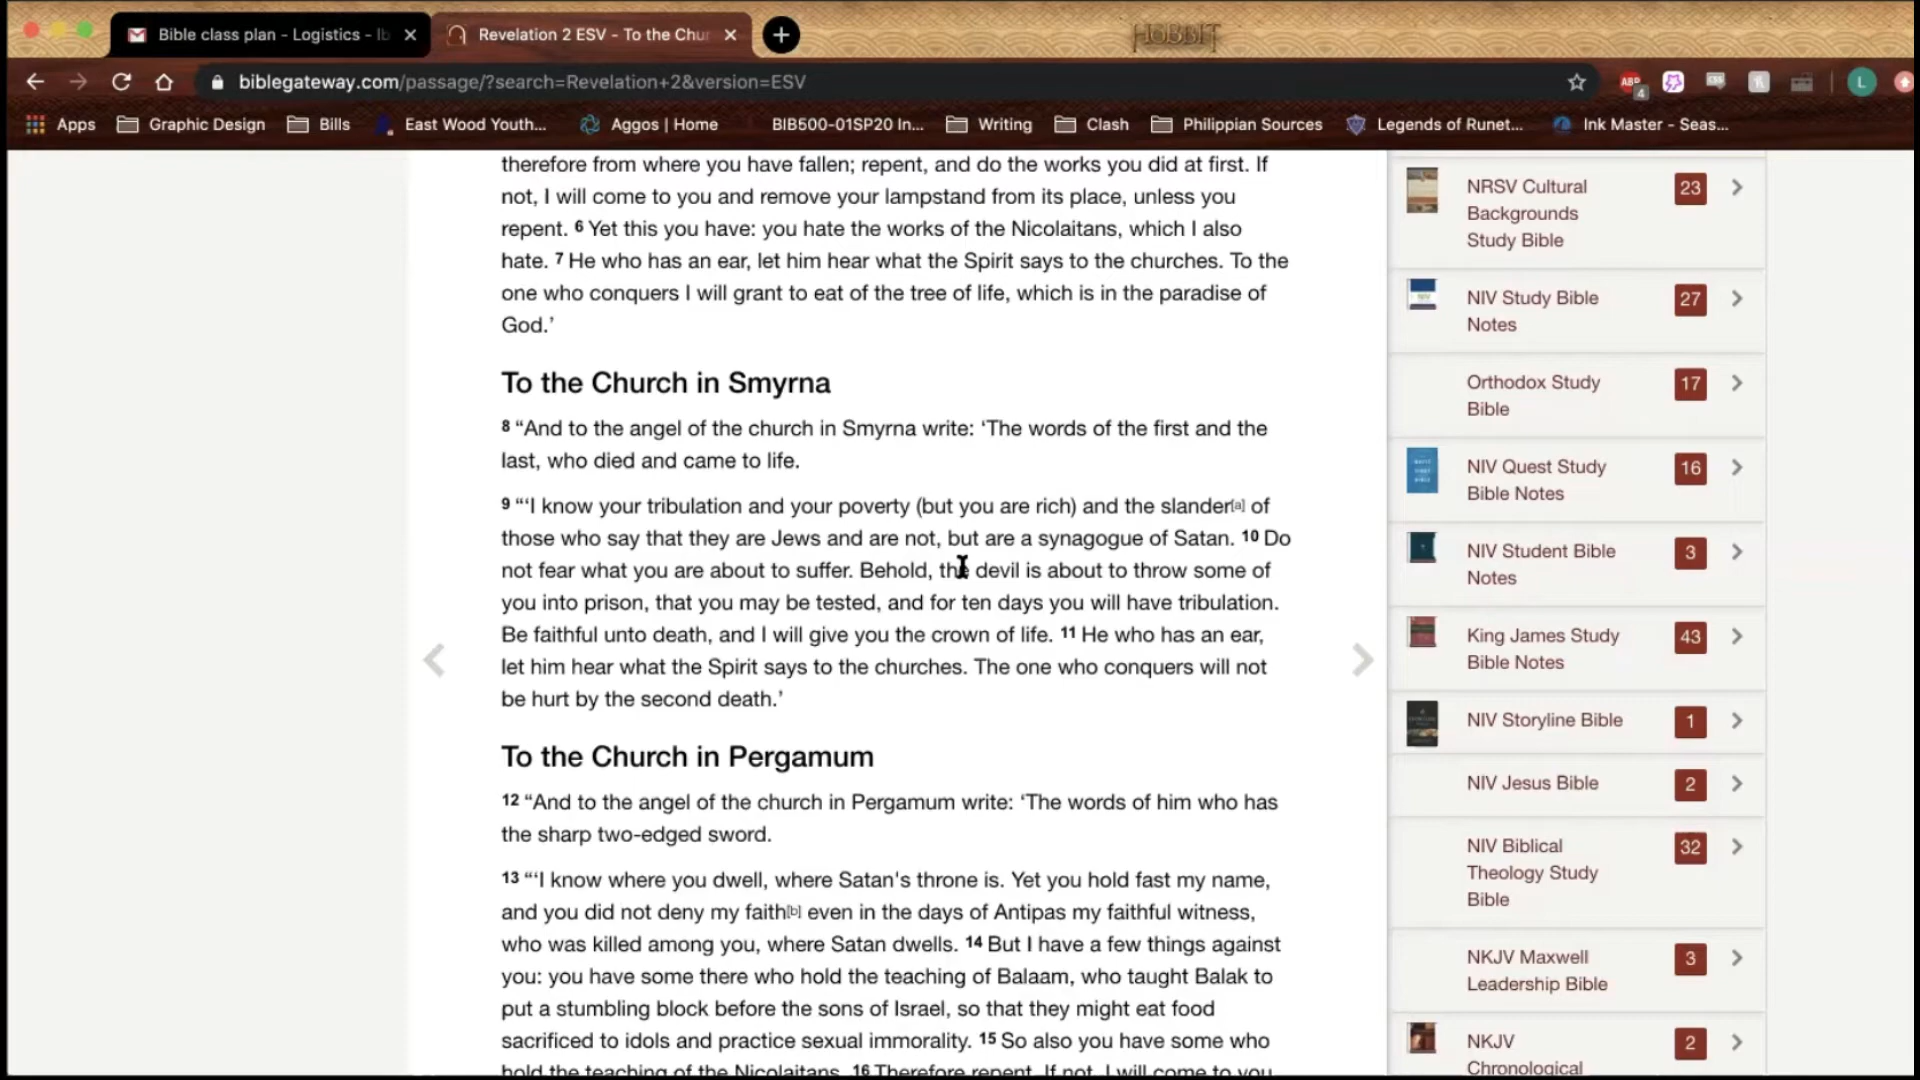 HOBBIT
Bible class plan - Logistics - lb
Revelation 2 ESV - To the Chur
biblegateway.com/passage/?search=Revelation+2&version=ESV
ABP
4
CSS
L
Apps
Graphic Design
Bills
East Wood Youth...
Aggos | Home
BIB500-01SP20 In...
Writing
Clash
Philippian Sources
Legends of Runet...
Ink Master - Seas...
therefore from where you have fallen; repent, and do the works you did at first. If
not, I will come to you and remove your lampstand from its place, unless you
repent. 6 Yet this you have: you hate the works of the Nicolaitans, which I also
hate. 7 He who has an ear, let him hear what the Spirit says to the churches. To the
one who conquers I will grant to eat of the tree of life, which is in the paradise of
God.’
To the Church in Smyrna
8 “And to the angel of the church in Smyrna write: ‘The words of the first and the
last, who died and came to life.
9 “‘I know your tribulation and your poverty (but you are rich) and the slander[a] of
those who say that they are Jews and are not, but are a synagogue of Satan. 10 Do
not fear what you are about to suffer. Behold, the devil is about to throw some of
you into prison, that you may be tested, and for ten days you will have tribulation.
Be faithful unto death, and I will give you the crown of life. 11 He who has an ear,
let him hear what the Spirit says to the churches. The one who conquers will not
be hurt by the second death.’
To the Church in Pergamum
12 “And to the angel of the church in Pergamum write: ‘The words of him who has
the sharp two-edged sword.
13 “‘I know where you dwell, where Satan's throne is. Yet you hold fast my name,
and you did not deny my faith[b] even in the days of Antipas my faithful witness,
who was killed among you, where Satan dwells. 14 But I have a few things against
you: you have some there who hold the teaching of Balaam, who taught Balak to
put a stumbling block before the sons of Israel, so that they might eat food
sacrificed to idols and practice sexual immorality. 15 So also you have some who
hold the teaching of the Nicolaitans. 16 Therefore repent. If not, I will come to you
NRSV Cultural
Backgrounds
Study Bible
23
NIV Study Bible
Notes
27
Orthodox Study
Bible
17
NIV Quest Study
Bible Notes
16
NIV Student Bible
Notes
3
King James Study
Bible Notes
43
NIV Storyline Bible
1
NIV Jesus Bible
2
NIV Biblical
Theology Study
Bible
32
NKJV Maxwell
Leadership Bible
3
NKJV
Chronological
2